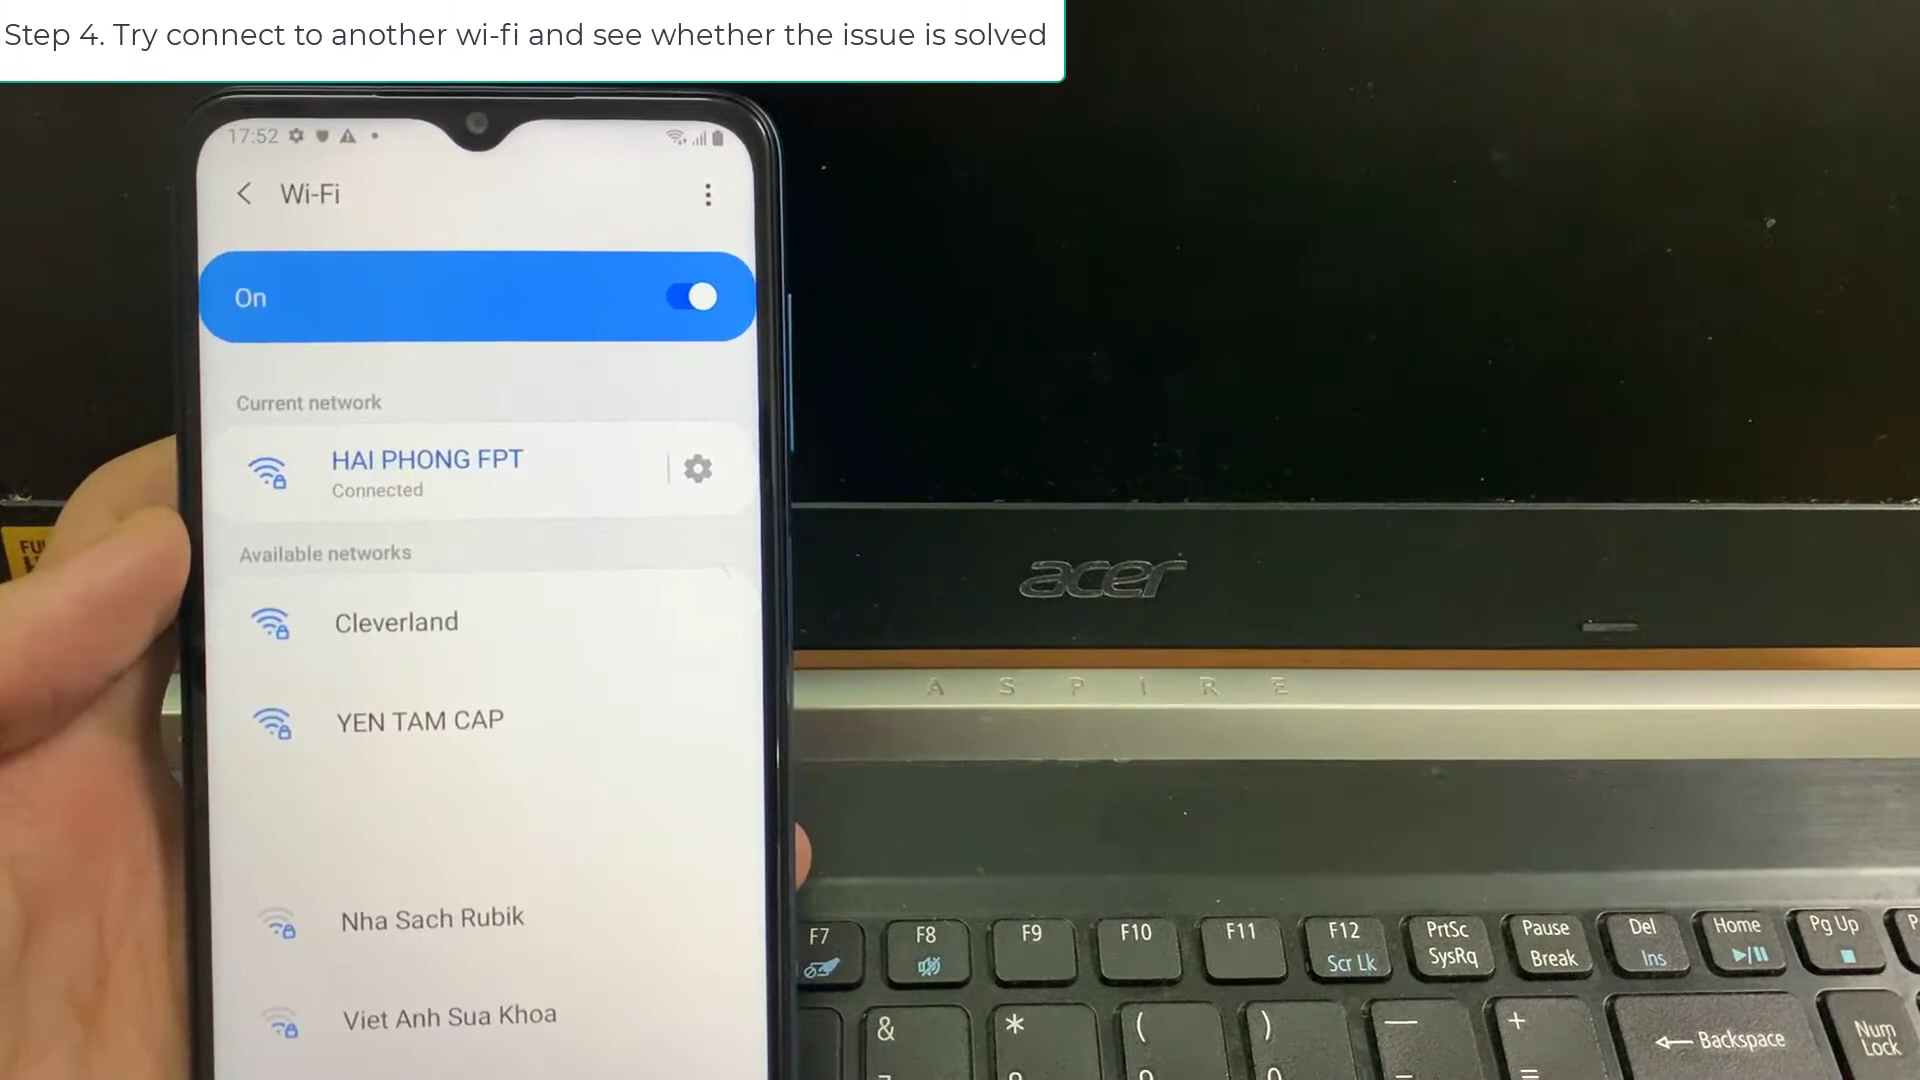 Step 4. Try connect to another wi-fi and see whether the issue is solved
17:52
Wi-Fi
On
Current network
HAI PHONG FPT
Connected
Available networks
Cleverland
YEN TAM CAP
Nha Sach Rubik
Viet Anh Sua Khoa
acer
ASPIRE
F7
F8
F9
F10
F11
F12
Scr Lk
PrtSc
SysRq
Pause
Break
Del
Ins
Home
Pg Up
&
*
(
)
—
+
=
Backspace
Num
Lock